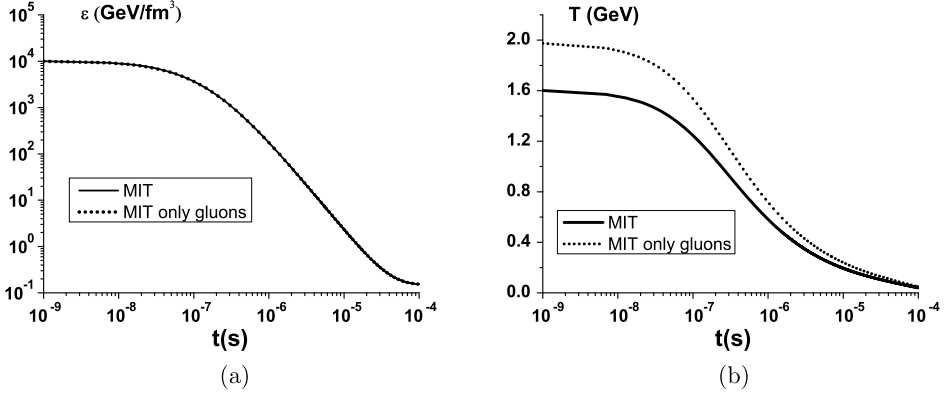 ε (GeV/fm³)
10⁵
10⁴
10³
10²
10¹
10⁰
10⁻¹
MIT
MIT only gluons
10⁻⁹ 10⁻⁸ 10⁻⁷ 10⁻⁶ 10⁻⁵ 10⁻⁴
t(s)
(a)
T (GeV)
2.0
1.6
1.2
0.8
0.4
0.0
MIT
MIT only gluons
10⁻⁹ 10⁻⁸ 10⁻⁷ 10⁻⁶ 10⁻⁵ 10⁻⁴
t(s)
(b)